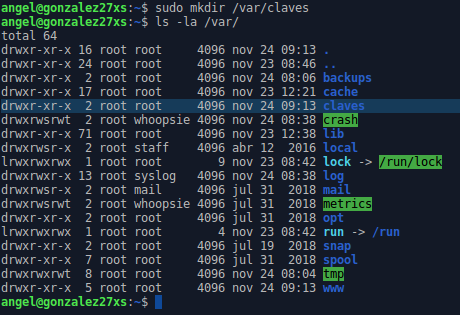 angel@gonzalez27xs:~$ sudo mkdir /var/claves
angel@gonzalez27xs:~$ ls -la /var/
total 64
drwxr-xr-x 16 root root     4096 nov 24 09:13 .
drwxr-xr-x 24 root root     4096 nov 23 08:46 ..
drwxr-xr-x  2 root root     4096 nov 24 08:06 backups
drwxr-xr-x 17 root root     4096 nov 23 12:21 cache
drwxr-xr-x  2 root root     4096 nov 24 09:13 claves
drwxrwsrwt  2 root whoopsie 4096 nov 24 08:38 crash
drwxr-xr-x 71 root root     4096 nov 23 12:38 lib
drwxrwsr-x  2 root staff    4096 abr 12  2016 local
lrwxrwxrwx  1 root root        9 nov 23 08:42 lock -> /run/lock
drwxrwxr-x 13 root syslog   4096 nov 24 08:38 log
drwxrwsr-x  2 root mail     4096 jul 31  2018 mail
drwxrwsrwt  2 root whoopsie 4096 jul 31  2018 metrics
drwxr-xr-x  2 root root     4096 jul 31  2018 opt
lrwxrwxrwx  1 root root        4 nov 23 08:42 run -> /run
drwxr-xr-x  2 root root     4096 jul 19  2018 snap
drwxr-xr-x  7 root root     4096 jul 31  2018 spool
drwxrwxrwt  8 root root     4096 nov 24 08:04 tmp
drwxr-xr-x  5 root root     4096 nov 24 09:13 www
angel@gonzalez27xs:~$